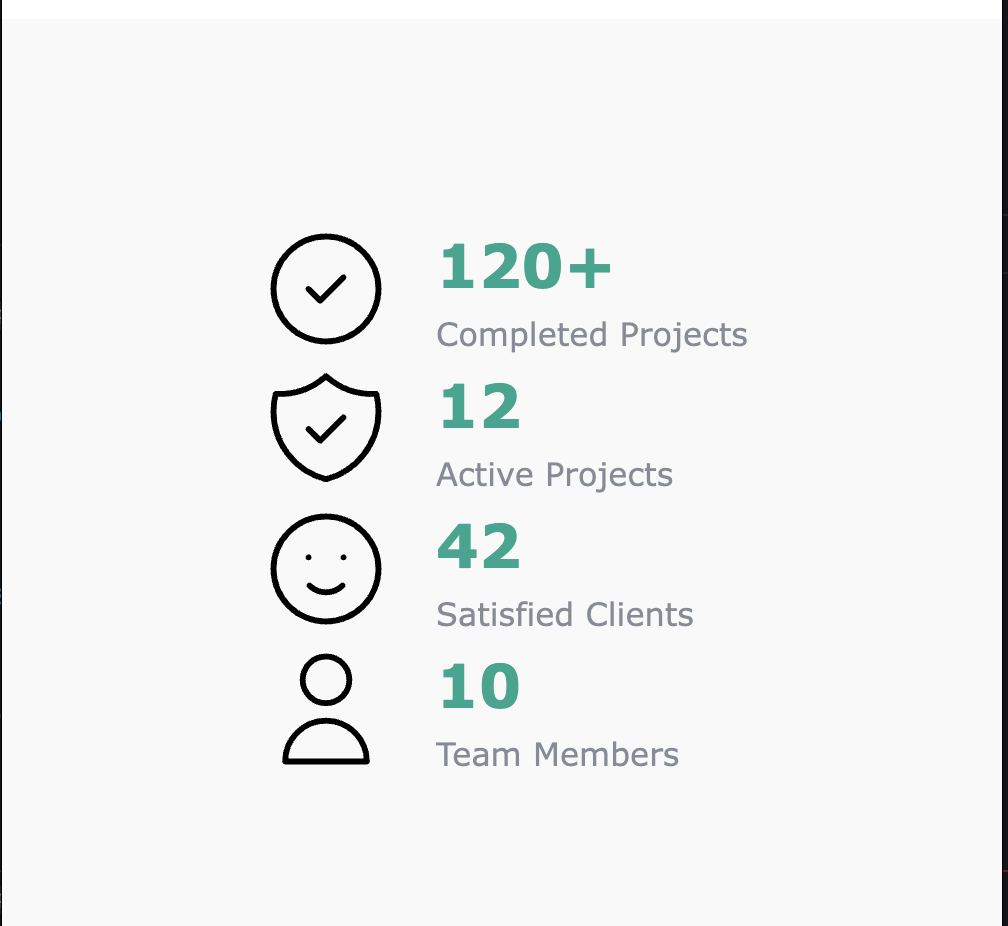 120+
Completed Projects
12
Active Projects
42
Satisfied Clients
10
Team Members